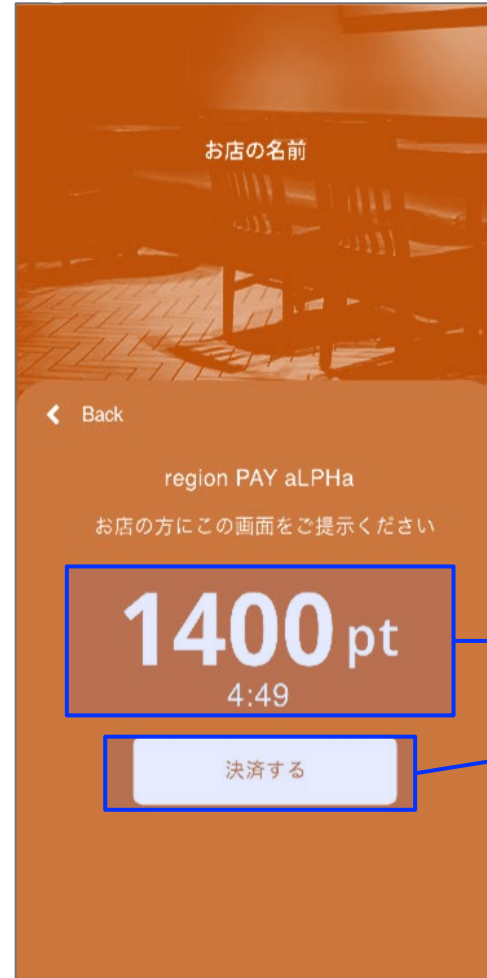 お店の名前
Back
region PAY aLPHa
お店の方にこの画面をご提示ください
1400 pt
4:49
決済する